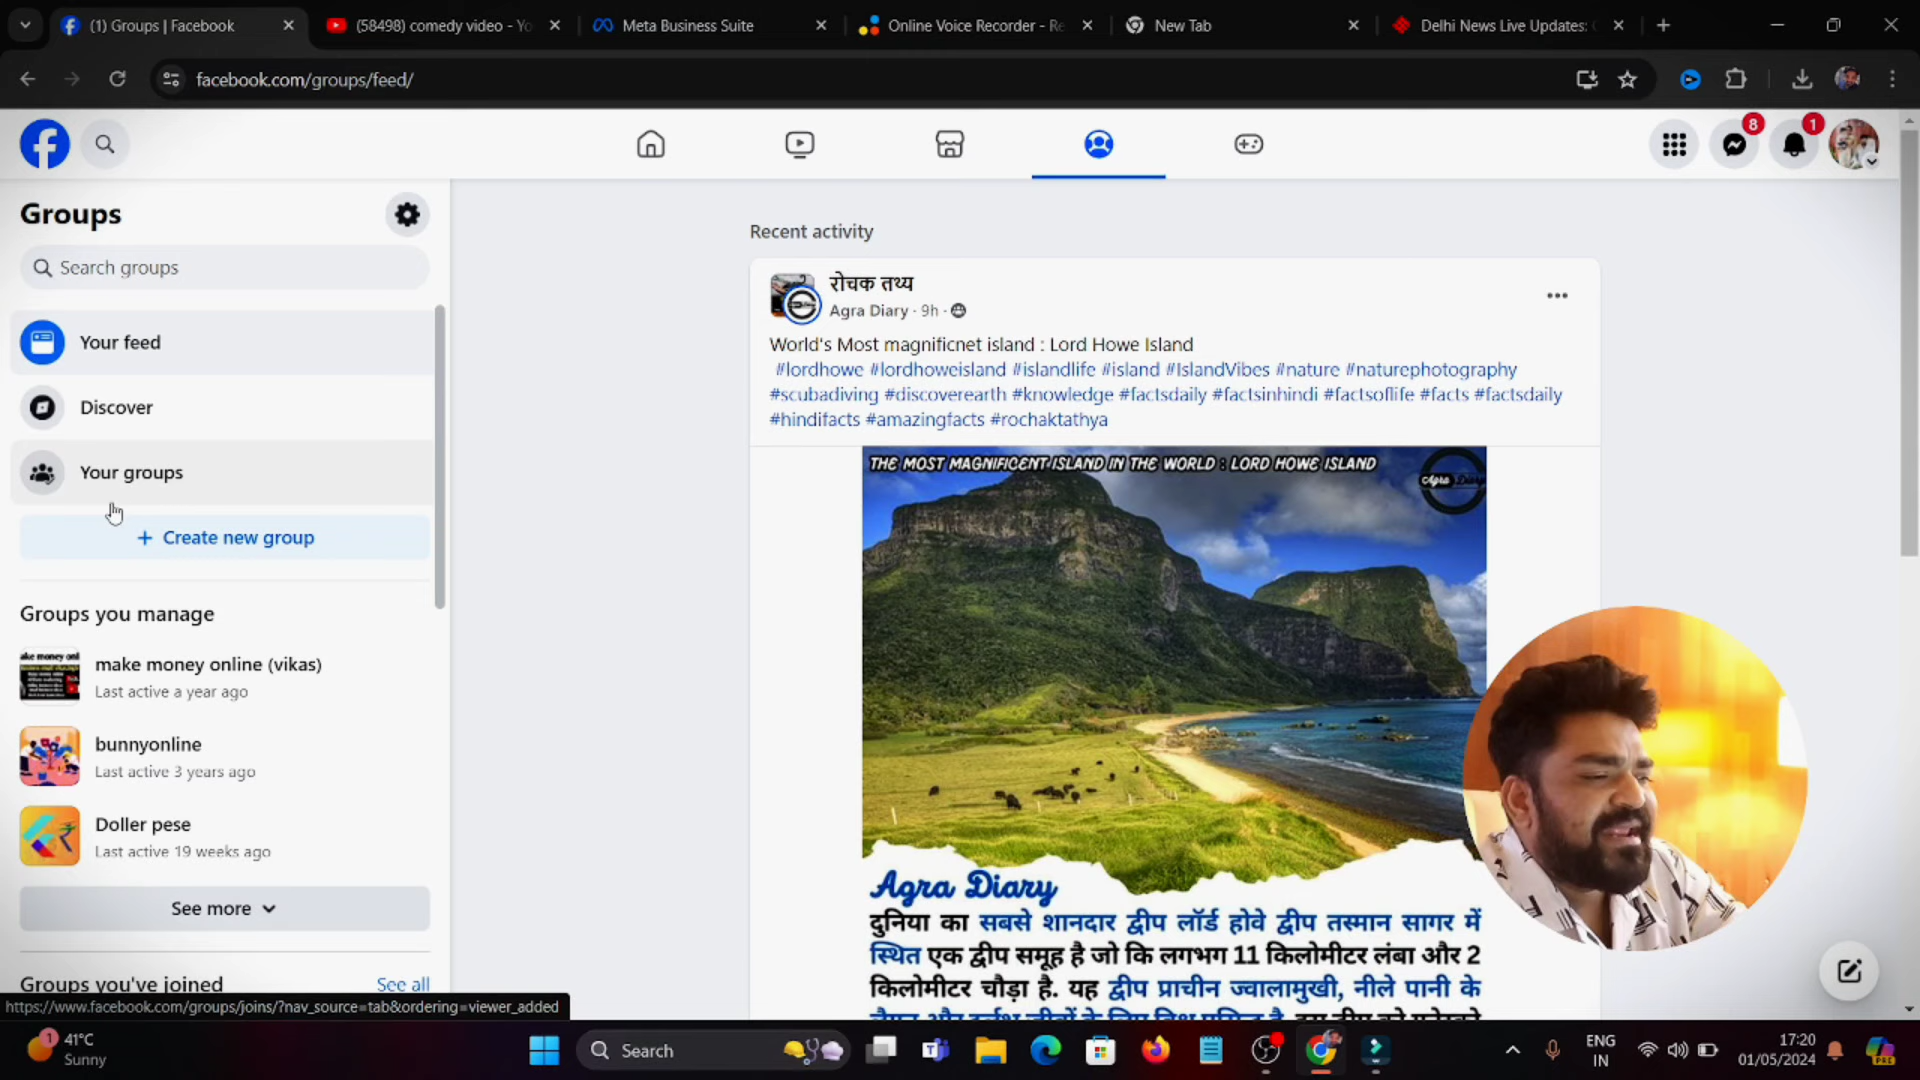 (1) Groups | Facebook
(58498) comedy video - Yo
Meta Business Suite
Online Voice Recorder - Re
New Tab
Delhi News Live Updates:
facebook.com/groups/feed/
8
1
Groups
Search groups
Your feed
Discover
Your groups
+ Create new group
Groups you manage
make money online (vikas)
Last active a year ago
bunnyonline
Last active 3 years ago
Doller pese
Last active 19 weeks ago
See more
Groups you've joined
See all
https://www.facebook.com/groups/joins/?nav_source=tab&ordering=viewer_added
Recent activity
रोचक तथ्य
Agra Diary · 9h ·
World's Most magnificnet island : Lord Howe Island
#lordhowe #lordhoweisland #islandlife #island #IslandVibes #nature #naturephotography
#scubadiving #discoverearth #knowledge #factsdaily #factsinhindi #factsoflife #facts #factsdaily
#hindifacts #amazingfacts #rochaktathya
THE MOST MAGNIFICENT ISLAND IN THE WORLD : LORD HOWE ISLAND
Agra Diary
Agra Diary
दुनिया का सबसे शानदार द्वीप लॉर्ड होवे द्वीप तस्मान सागर में
स्थित एक द्वीप समूह है जो कि लगभग 11 किलोमीटर लंबा और 2
किलोमीटर चौड़ा है. यह द्वीप प्राचीन ज्वालामुखी, नीले पानी के
1
41°C
Sunny
Search
ENG
IN
17:20
01/05/2024
PRE